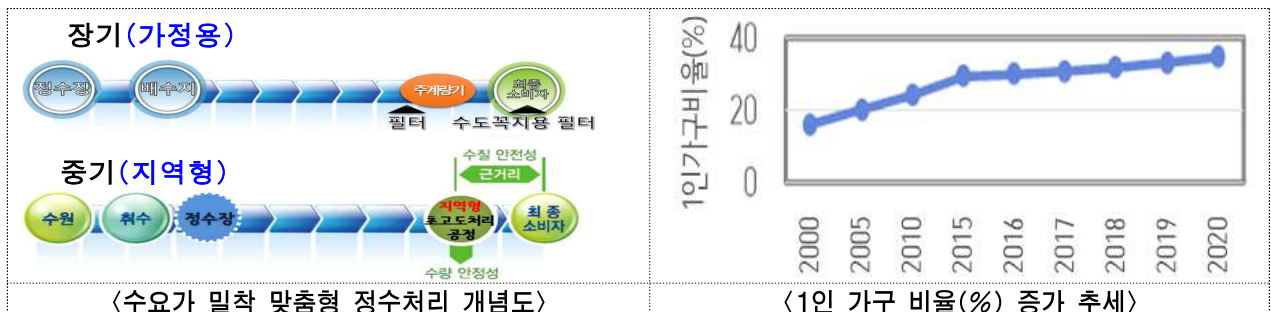 장기(가정용)
정수장
배수지
주계량기
최종
소비자
필터
수도꼭지용 필터
중기(지역형)
수질 안전성
근거리
수원
취수
정수장
지역형
초고도처리
공정
최 종
소비자
수량 안정성
〈수요가 밀착 맞춤형 정수처리 개념도〉
1인가구비율(%)
40
20
0
2000
2005
2010
2015
2016
2017
2018
2019
2020
〈1인 가구 비율(%) 증가 추세〉